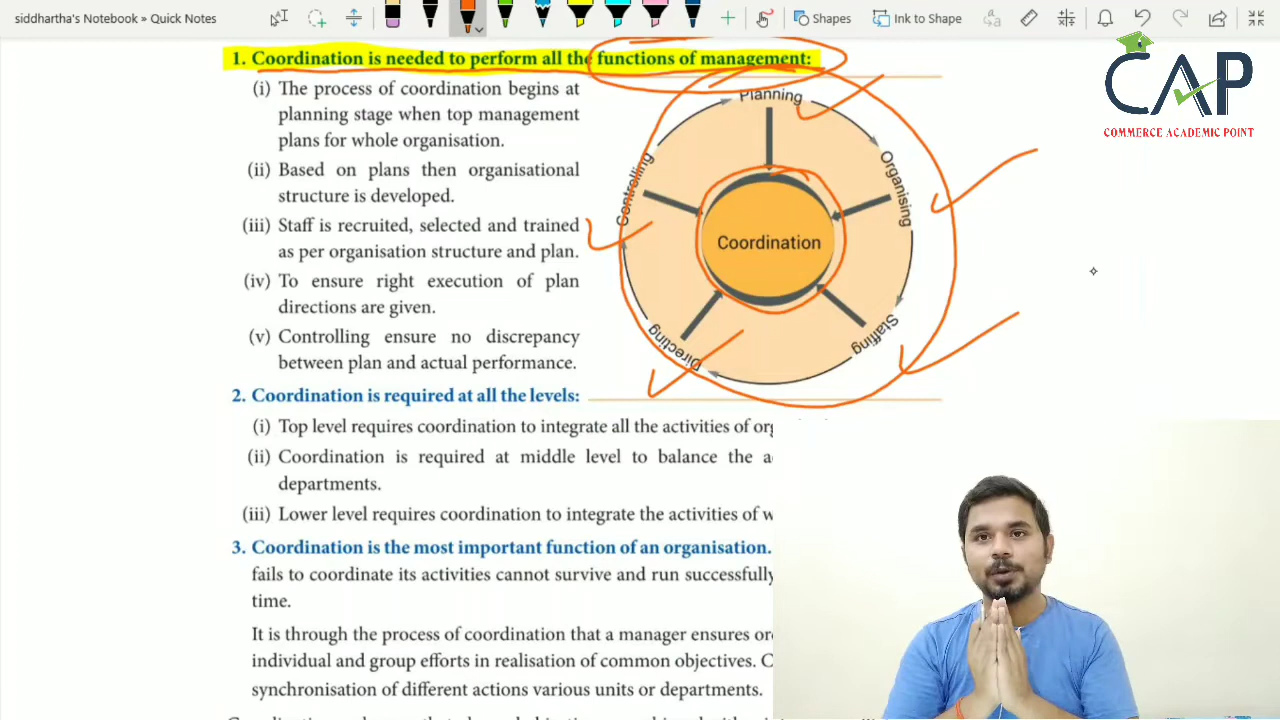 siddhartha's Notebook » Quick Notes
Shapes
Ink to Shape
CAP
COMMERCE ACADEMIC POINT
1. Coordination is needed to perform all the functions of management:
(i) The process of coordination begins at
planning stage when top management
plans for whole organisation.
(ii) Based on plans then organisational
structure is developed.
(iii) Staff is recruited, selected and trained
as per organisation structure and plan.
(iv) To ensure right execution of plan
directions are given.
(v) Controlling ensure no discrepancy
between plan and actual performance.
Planning
Organising
Staffing
Directing
Controlling
Coordination
2. Coordination is required at all the levels:
(i) Top level requires coordination to integrate all the activities of
(ii) Coordination is required at middle level to balance the
departments.
(iii) Lower level requires coordination to integrate the activities of
3. Coordination is the most important function of an organisation.
fails to coordinate its activities cannot survive and run successfully
time.
It is through the process of coordination that a manager ensures
individual and group efforts in realisation of common objectives.
synchronisation of different actions various units or departments.